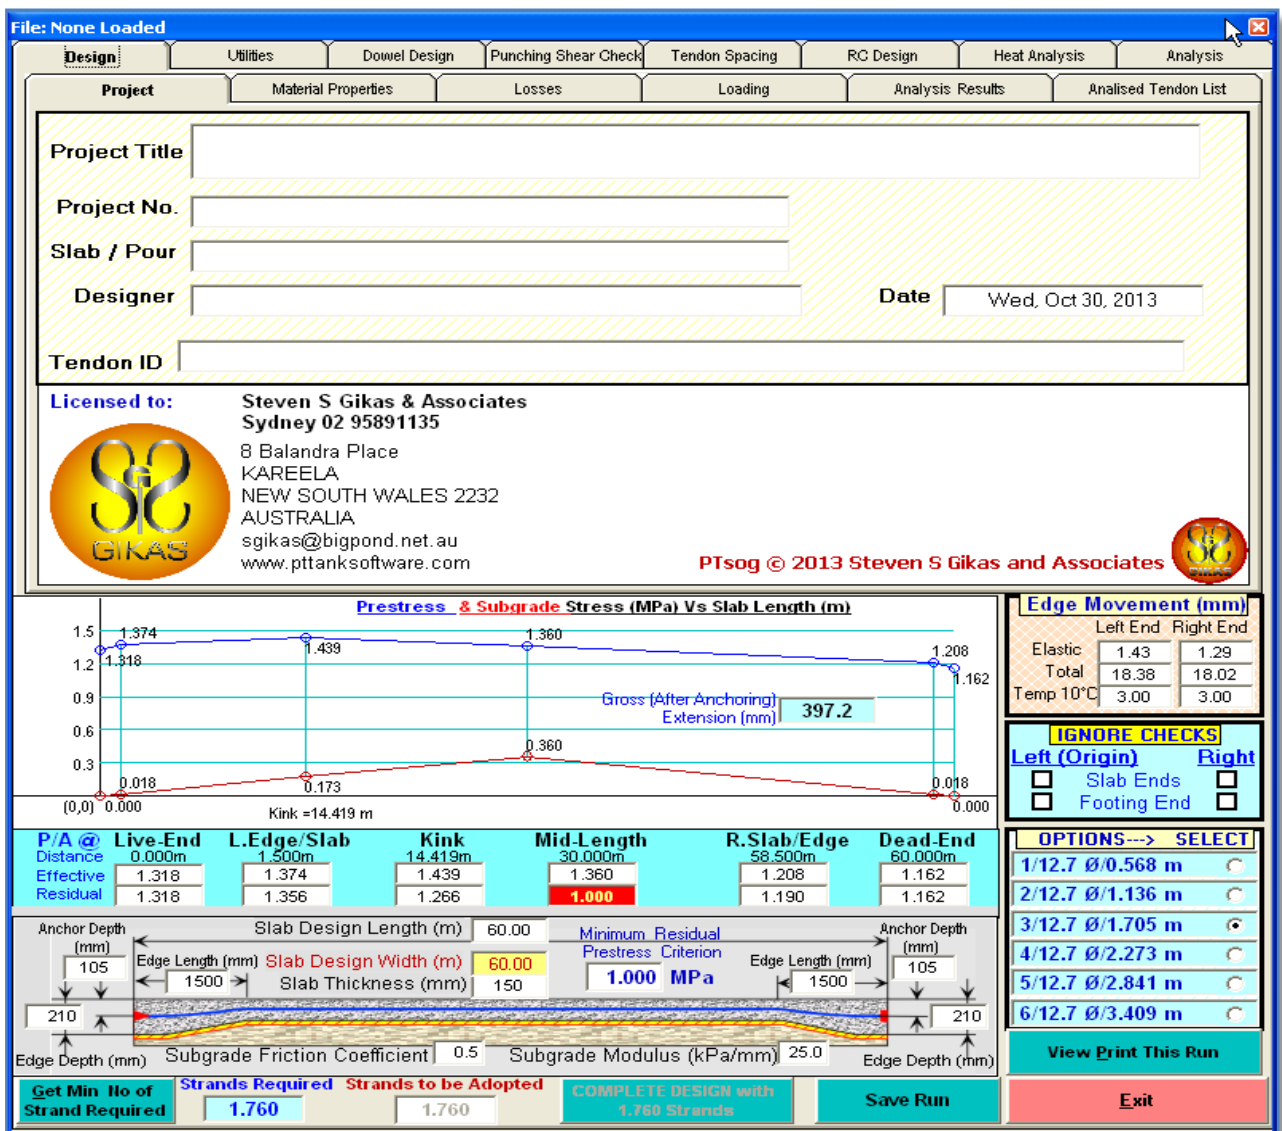 File: None Loaded
Design Utilities Dowel Design Punching Shear Check Tendon Spacing RC Design Heat Analysis Analysis
Project Material Properties Losses Loading Analysis Results Analised Tendon List
Project Title
Project No.
Slab / Pour
Designer Date Wed, Oct 30, 2013
Tendon ID
Licensed to: Steven S Gikas & Associates
Sydney 02 95891135
8 Balandra Place
KAREELA
NEW SOUTH WALES 2232
AUSTRALIA
sgikas@bigpond.net.au
www.pttanksoftware.com
SGS
GIKAS
PTsog © 2013 Steven S Gikas and Associates
GIKAS
Prestress & Subgrade Stress (MPa) Vs Slab Length (m)
1.5 1.374 1.439 1.360 1.208
1.2 1.318 1.162
0.9 Gross (After Anchoring)
Extension (mm) 397.2
0.6 0.360
0.3 0.018 0.173 0.018
(0,0) 0.000 Kink =14.419 m 0.000
Edge Movement (mm)
Left End Right End
Elastic 1.43 1.29
Total 18.38 18.02
Temp 10°C 3.00 3.00
IGNORE CHECKS
Left (Origin) Right
Slab Ends
Footing End
P/A @ Live-End L.Edge/Slab Kink Mid-Length R.Slab/Edge Dead-End
Distance 0.000m 1.500m 14.419m 30.000m 58.500m 60.000m
Effective 1.318 1.374 1.439 1.360 1.208 1.162
Residual 1.318 1.356 1.266 1.000 1.190 1.162
OPTIONS---> SELECT
1/12.7 Ø/0.568 m
2/12.7 Ø/1.136 m
3/12.7 Ø/1.705 m
4/12.7 Ø/2.273 m
5/12.7 Ø/2.841 m
6/12.7 Ø/3.409 m
Anchor Depth Slab Design Length (m) 60.00 Minimum Residual Anchor Depth
(mm) Prestress Criterion (mm)
105 Edge Length (mm) Slab Design Width (m) 60.00 1.000 MPa Edge Length (mm) 105
1500 Slab Thickness (mm) 150 1500
210 210
Edge Depth (mm) Subgrade Friction Coefficient 0.5 Subgrade Modulus (kPa/mm) 25.0 Edge Depth (mm)
View Print This Run
Get Min No of
Strand Required
Strands Required Strands to be Adopted
1.760 1.760
COMPLETE DESIGN with
1.760 Strands
Save Run
Exit